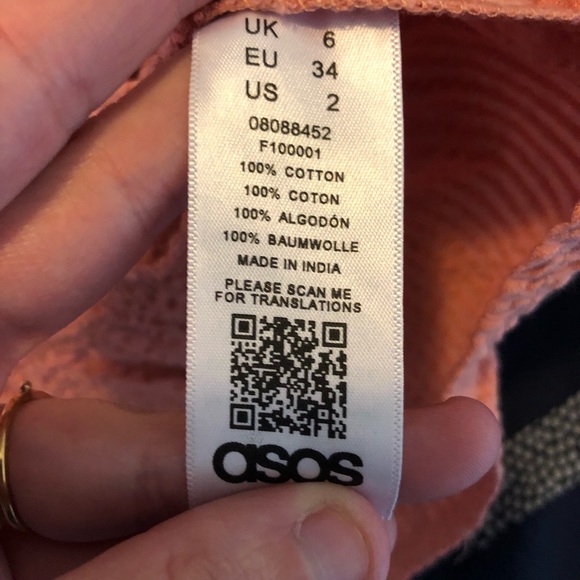 UK 6
EU 34
US 2
08088452
F100001
100% COTTON
100% COTON
100% ALGODÓN
100% BAUMWOLLE
MADE IN INDIA
PLEASE SCAN ME
FOR TRANSLATIONS
asos